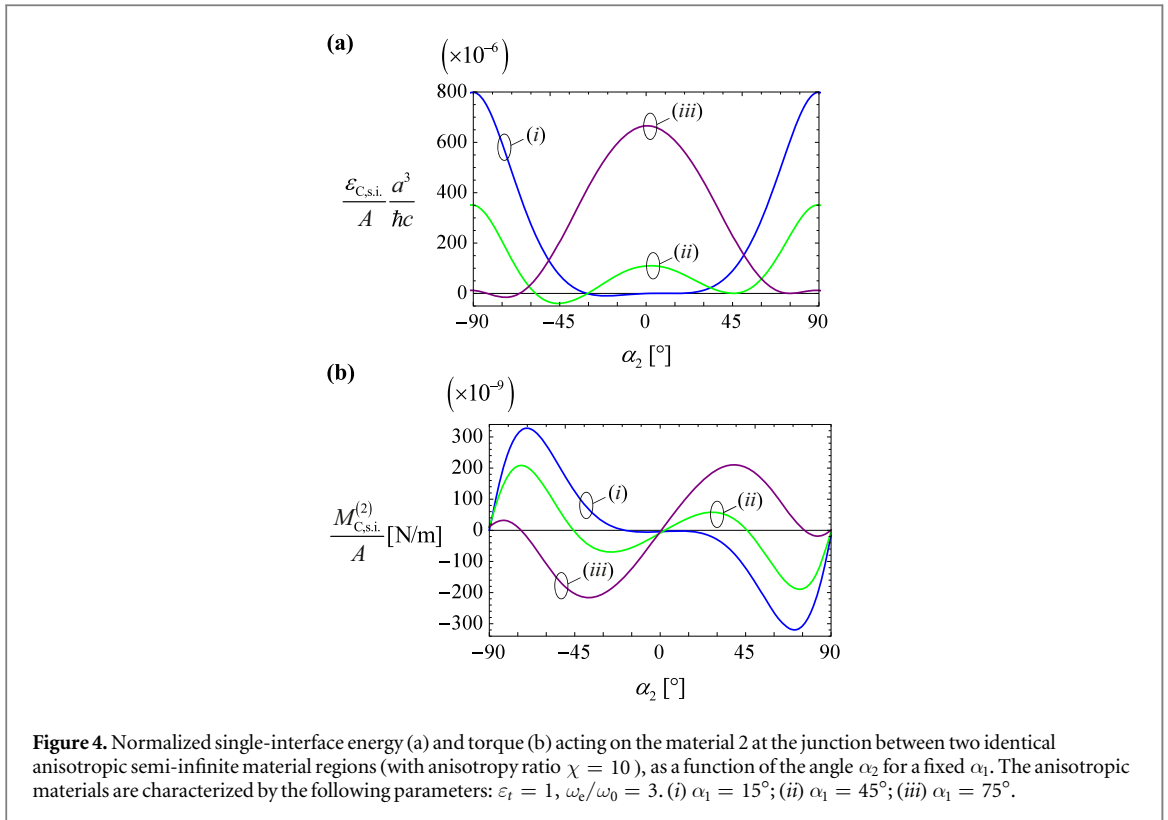 (a)
(×10⁻⁶)
800
600
400
200
0
(i)
(iii)
(ii)
ε_C,s.i. / A a³ / ħc
−90 −45 0 45 90
α₂ [°]
(b)
(×10⁻⁹)
300
200
100
0
−100
−200
−300
(i)
(ii)
(iii)
M_C,s.i.^(2) / A [N/m]
−90 −45 0 45 90
α₂ [°]
Figure 4. Normalized single-interface energy (a) and torque (b) acting on the material 2 at the junction between two identical
anisotropic semi-infinite material regions (with anisotropy ratio χ = 10 ), as a function of the angle α₂ for a fixed α₁. The anisotropic
materials are characterized by the following parameters: εₜ = 1, ωₑ/ω₀ = 3. (i) α₁ = 15°; (ii) α₁ = 45°; (iii) α₁ = 75°.